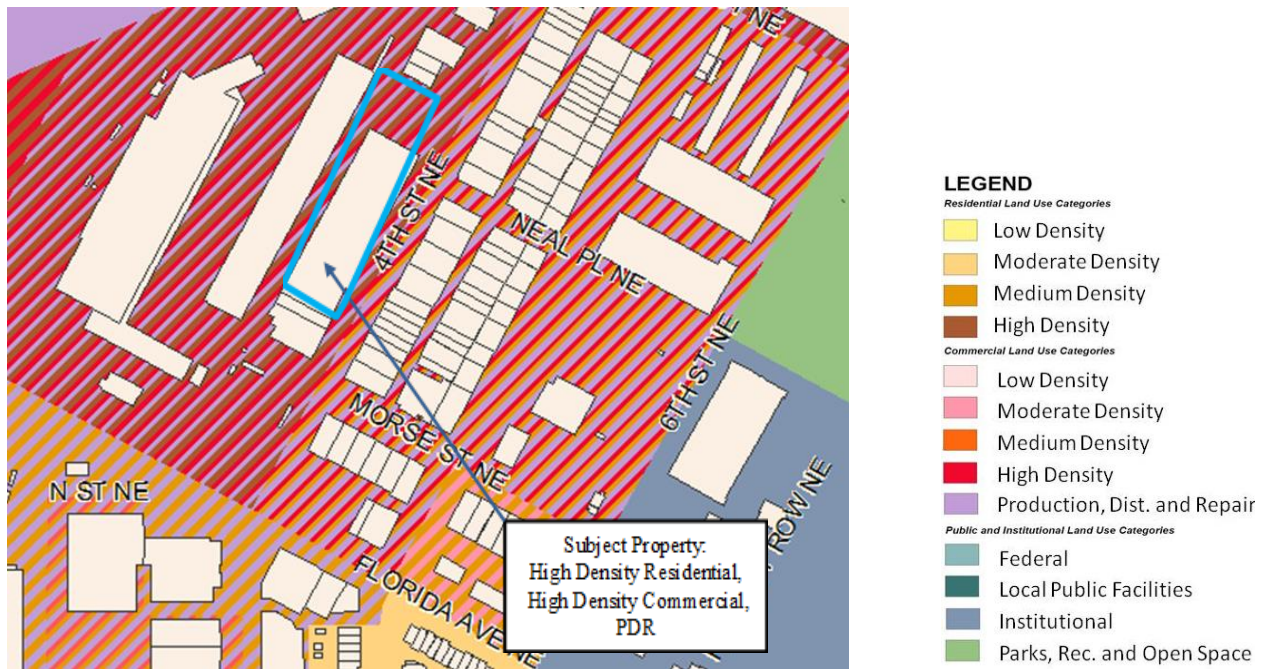 ST NE
4TH ST NE
NEAL PL NE
6TH ST NE
MORSE ST NE
N ST NE
FLORIDA AVE NE
ROW NE
Subject Property:
High Density Residential,
High Density Commercial,
PDR
LEGEND
Residential Land Use Categories
Low Density
Moderate Density
Medium Density
High Density
Commercial Land Use Categories
Low Density
Moderate Density
Medium Density
High Density
Production, Dist. and Repair
Public and Institutional Land Use Categories
Federal
Local Public Facilities
Institutional
Parks, Rec. and Open Space